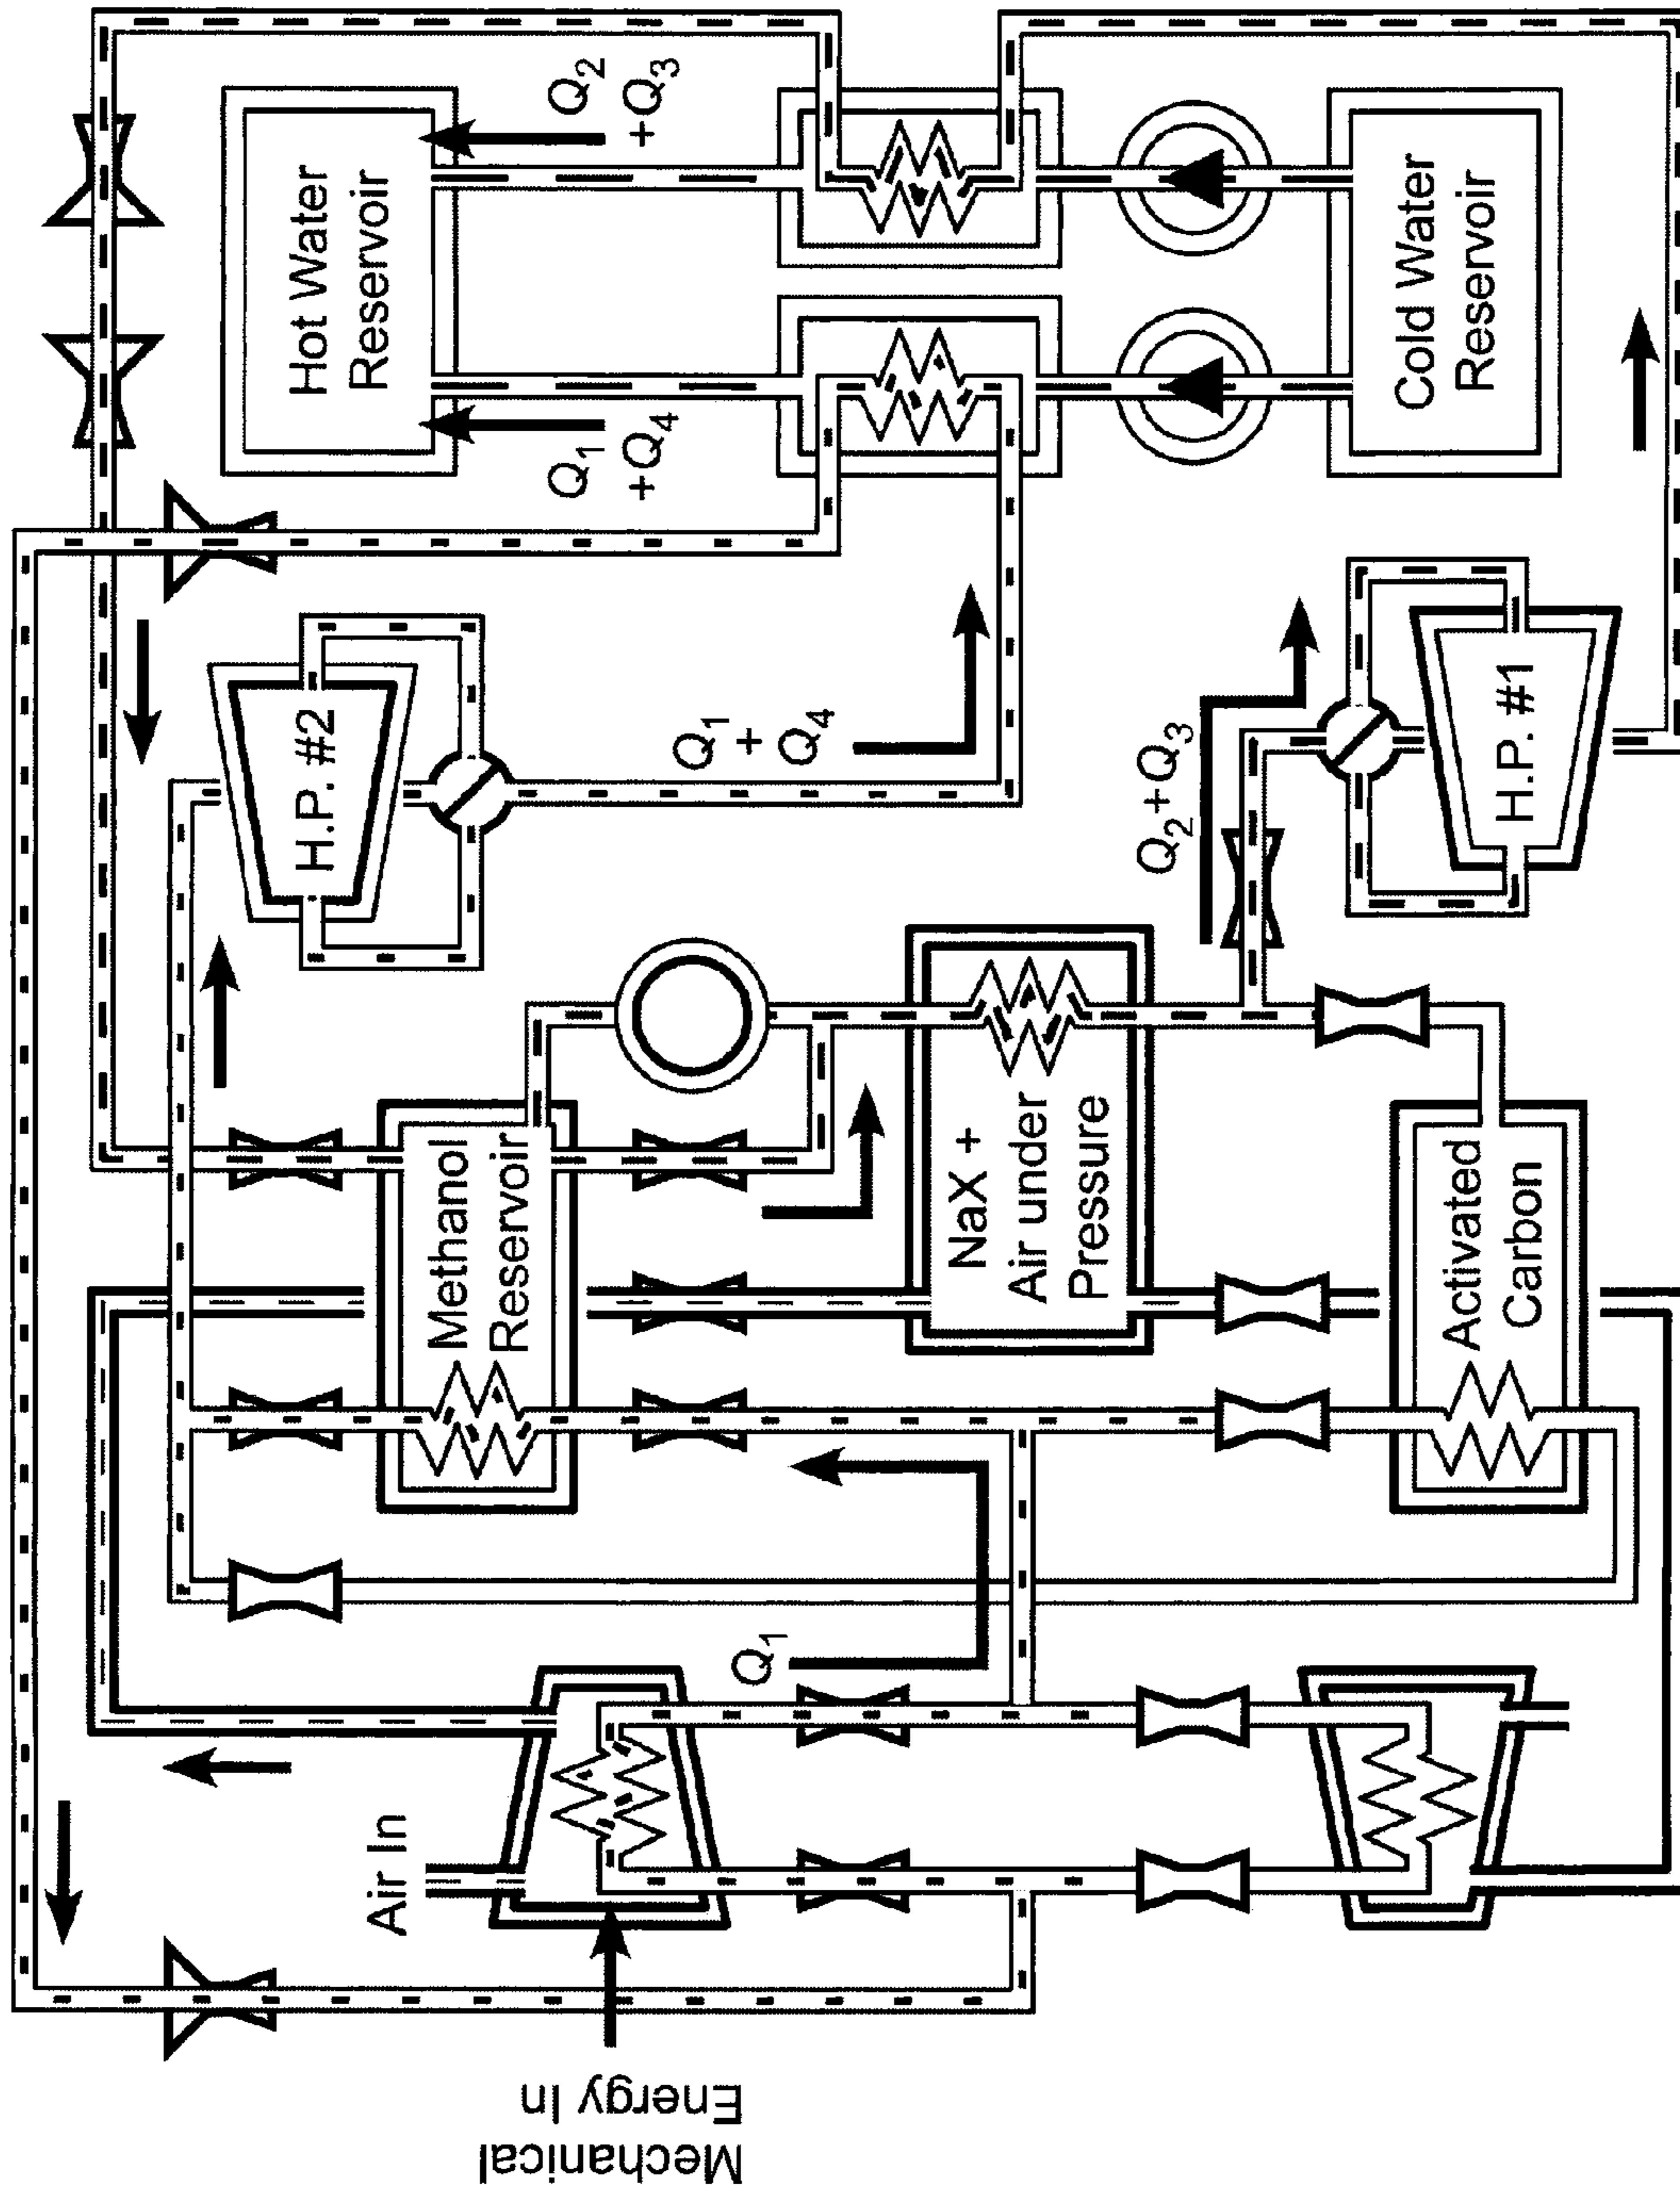 Hot Water
Reservoir
Q2
+Q3
Q1
+Q4
Cold Water
Reservoir
H.P. #2
Q1
+
Q4
Q2+Q3
H.P. #1
Methanol
Reservoir
NaX +
Air under
Pressure
Activated
Carbon
Q1
Air In
Mechanical
Energy In